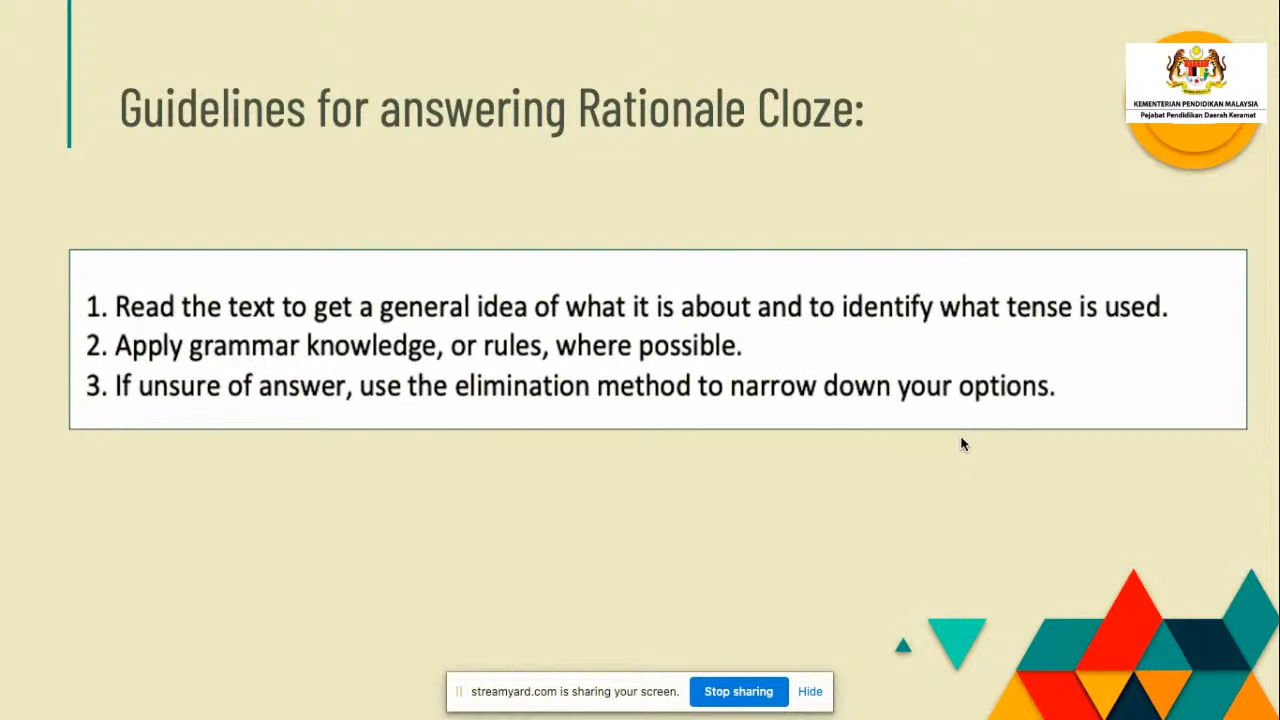 Guidelines for answering Rationale Cloze:
KEMENTERIAN PENDIDIKAN MALAYSIA
Pejabat Pendidikan Daerah Keramat
1. Read the text to get a general idea of what it is about and to identify what tense is used.
2. Apply grammar knowledge, or rules, where possible.
3. If unsure of answer, use the elimination method to narrow down your options.
streamyard.com is sharing your screen. Stop sharing Hide